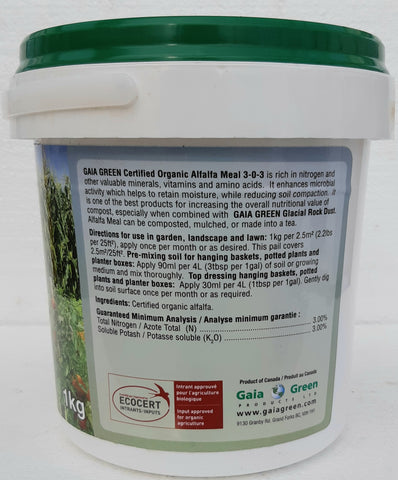 GAIA GREEN Certified Organic Alfalfa Meal 3-0-3 is rich in nitrogen and
other valuable minerals, vitamins and amino acids. It enhances microbial
activity which helps to retain moisture, while reducing soil compaction. It
is one of the best products for increasing the overall nutritional value of
compost, especially when combined with GAIA GREEN Glacial Rock Dust.
Alfalfa Meal can be composted, mulched, or made into a tea.
Directions for use in garden, landscape and lawn: 1kg per 2.5m² (2.2lbs
per 25ft²), apply once per month or as desired. This pail covers
2.5m²/25ft². Pre-mixing soil for hanging baskets, potted plants and
planter boxes: Apply 90ml per 4L (3tbsp per 1gal) of soil or growing
medium and mix thoroughly. Top dressing hanging baskets, potted
plants and planter boxes: Apply 30ml per 4L (1tbsp per 1gal). Gently dig
into soil surface once per month or as required.
Ingredients: Certified organic alfalfa.
Guaranteed Minimum Analysis / Analyse minimum garantie :
Total Nitrogen / Azote Total (N) 3.00%
Soluble Potash / Potasse soluble (K₂O) 3.00%
1kg
ECOCERT
INTRANTS·INPUTS
Intrant approuvé
pour l'agriculture
biologique
Input approved
for organic
agriculture
Product of Canada / Produit au Canada
Gaia Green
PRODUCTS LTD
www.gaiagreen.com
9130 Granby Rd, Grand Forks BC, V0H 1H1